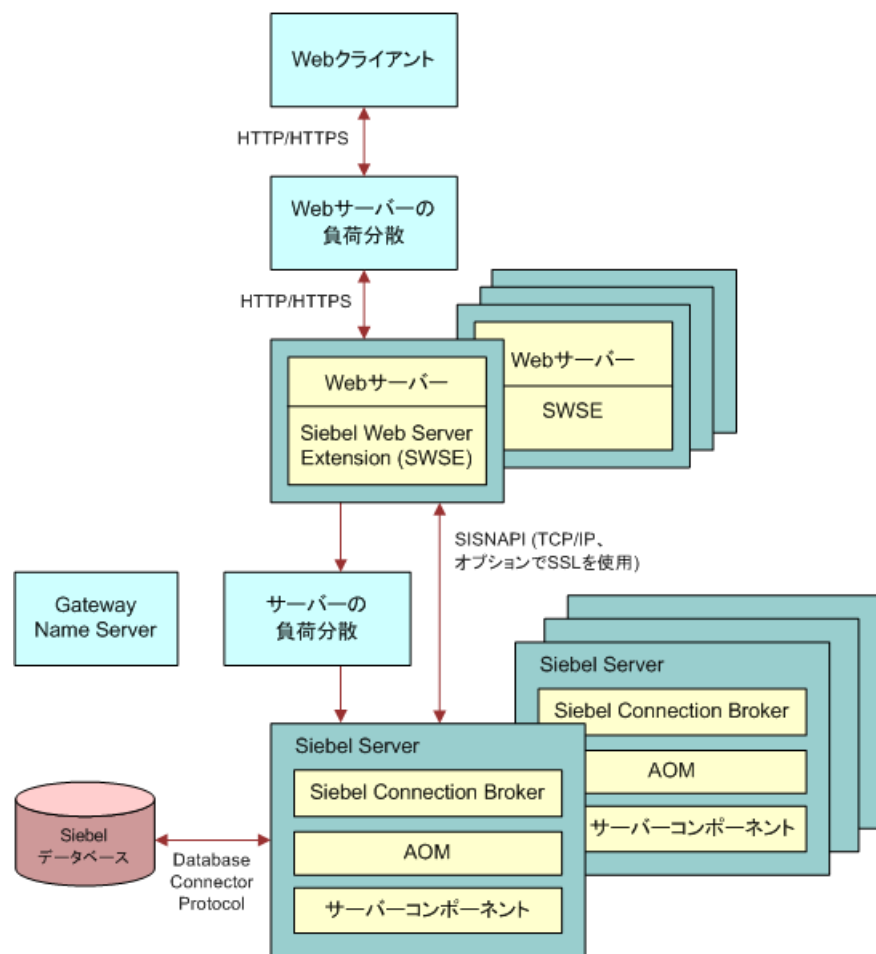 Webクライアント
HTTP/HTTPS
Webサーバーの
負荷分散
HTTP/HTTPS
Webサーバー
SWSE
Webサーバー
Siebel Web Server
Extension (SWSE)
SISNAPI (TCP/IP、
オプションでSSLを使用)
Gateway
Name Server
サーバーの
負荷分散
Siebel Server
Siebel Connection Broker
AOM
サーバーコンポーネント
Siebel Server
Siebel Connection Broker
AOM
サーバーコンポーネント
Siebel
データベース
Database
Connector
Protocol